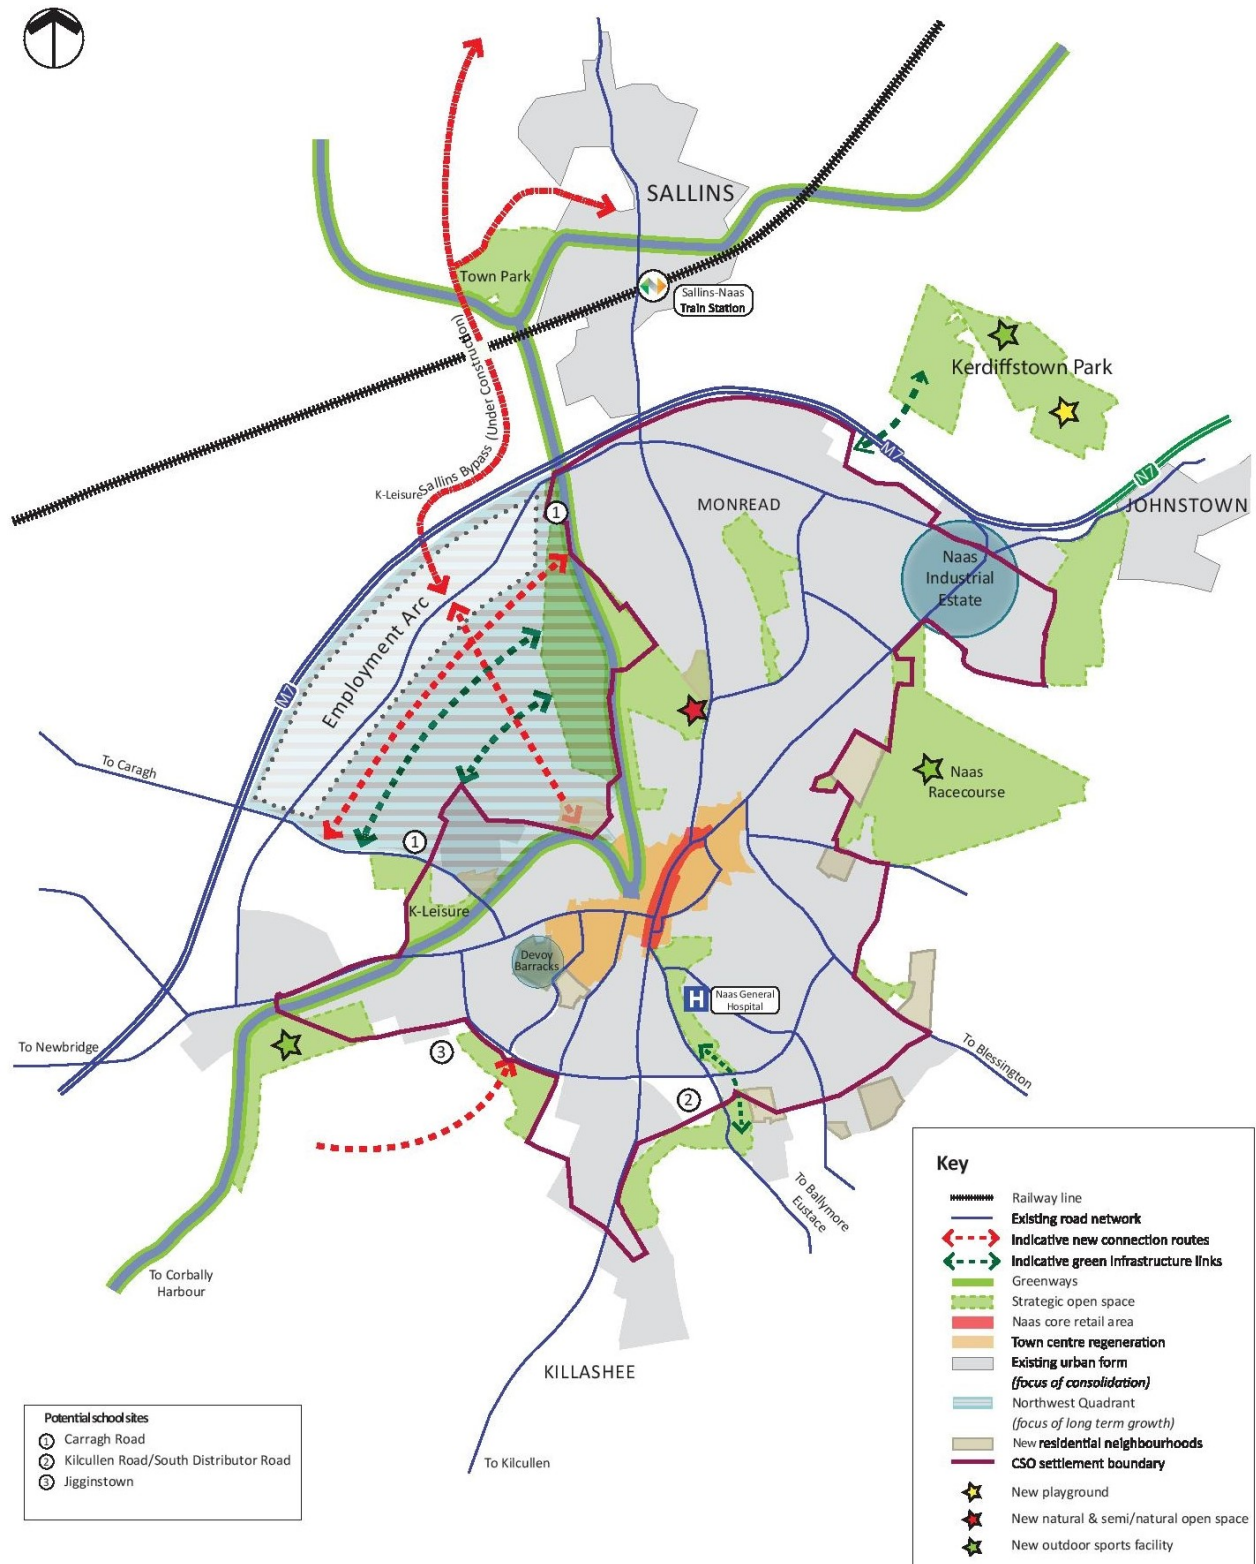 SALLINS
Town Park
Sallins-Naas
Train Station
Sallins Bypass (Under Construction)
Kerdiffstown Park
K-Leisure
M7
N7
MONREAD
JOHNSTOWN
1
Naas
Industrial
Estate
Employment Arc
M7
To Caragh
Naas
Racecourse
1
K-Leisure
Devoy
Barracks
H
Naas General
Hospital
To Newbridge
3
2
To Blessington
To Ballymore
Eustace
To Corbally
Harbour
KILLASHEE
To Kilcullen
Potential school sites
1 Carragh Road
2 Kilcullen Road/South Distributor Road
3 Jigginstown
Key
Railway line
Existing road network
Indicative new connection routes
Indicative green infrastructure links
Greenways
Strategic open space
Naas core retail area
Town centre regeneration
Existing urban form
(focus of consolidation)
Northwest Quadrant
(focus of long term growth)
New residential neighbourhoods
CSO settlement boundary
New playground
New natural & semi/natural open space
New outdoor sports facility